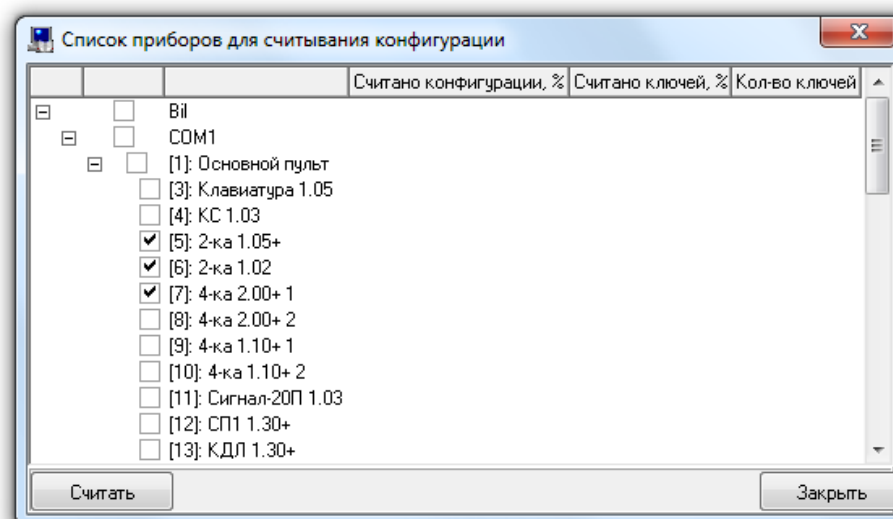 Список приборов для считывания конфигурации
Считано конфигурации, % Считано ключей, % Кол-во ключей
Bil
COM1
[1]: Основной пульт
[3]: Клавиатура 1.05
[4]: КС 1.03
[5]: 2-ка 1.05+
[6]: 2-ка 1.02
[7]: 4-ка 2.00+ 1
[8]: 4-ка 2.00+ 2
[9]: 4-ка 1.10+ 1
[10]: 4-ка 1.10+ 2
[11]: Сигнал-20П 1.03
[12]: СП1 1.30+
[13]: КДЛ 1.30+
Считать Закрыть